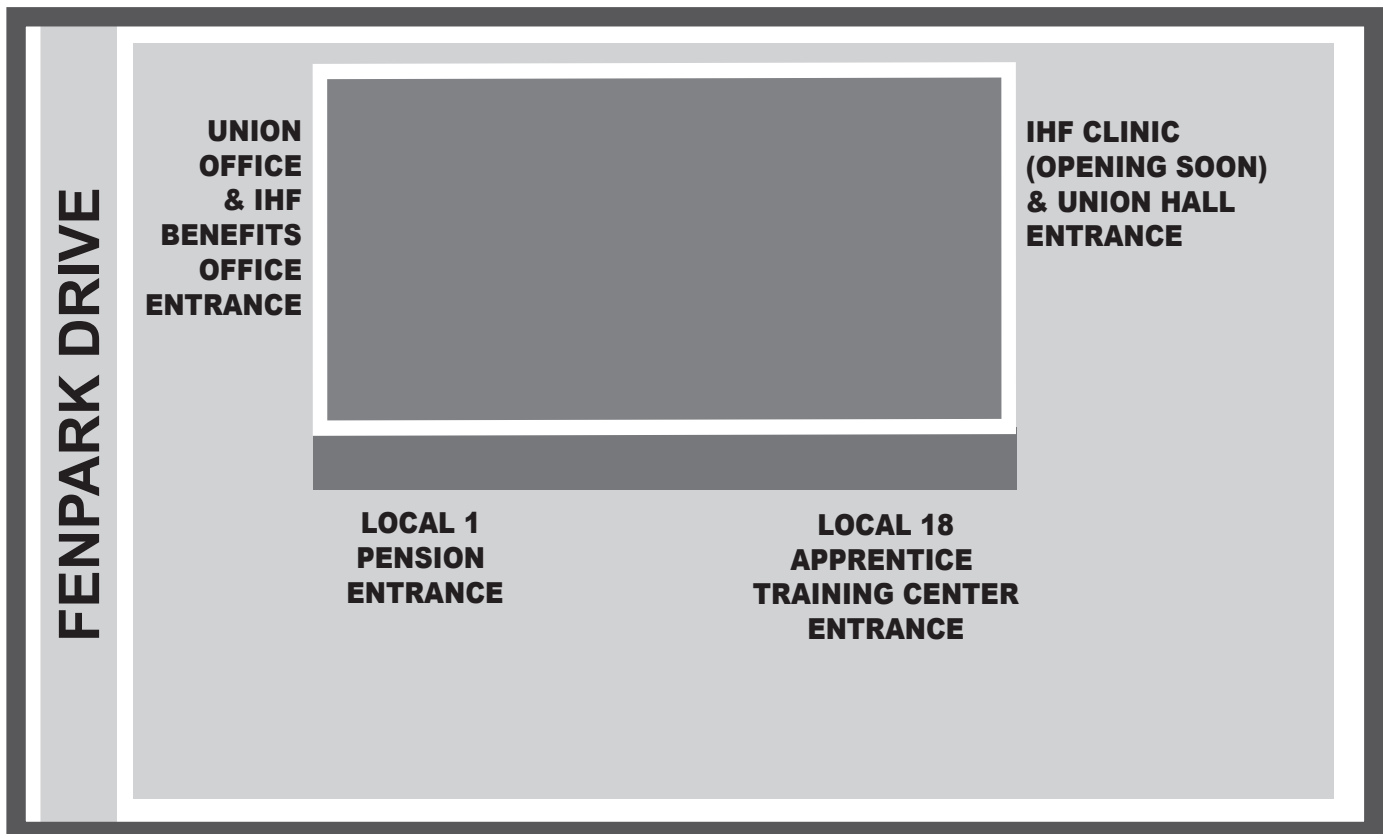 FENPARK DRIVE
UNION
OFFICE
& IHF
BENEFITS
OFFICE
ENTRANCE
IHF CLINIC
(OPENING SOON)
& UNION HALL
ENTRANCE
LOCAL 1
PENSION
ENTRANCE
LOCAL 18
APPRENTICE
TRAINING CENTER
ENTRANCE